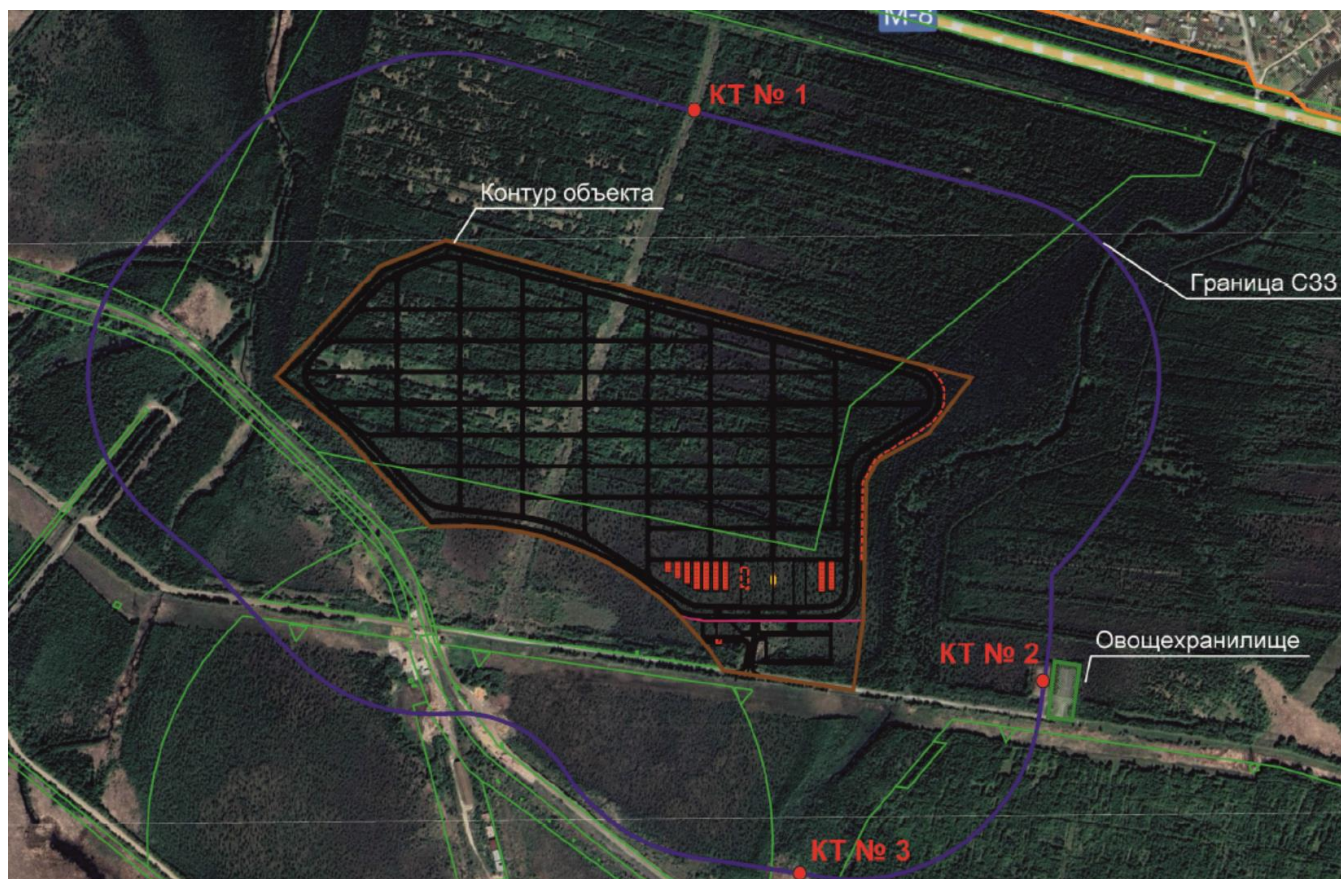 М-8
КТ № 1
Контур объекта
Граница СЗЗ
КТ № 2
Овощехранилище
КТ № 3